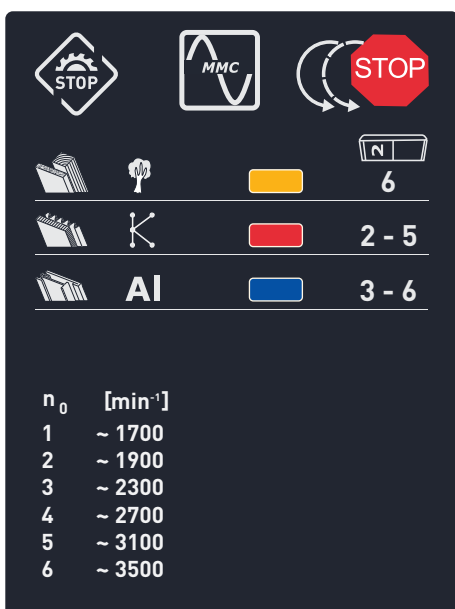 STOP MMC STOP
2
6
K 2 - 5
Al 3 - 6
n0 [min-1]
1 ~ 1700
2 ~ 1900
3 ~ 2300
4 ~ 2700
5 ~ 3100
6 ~ 3500